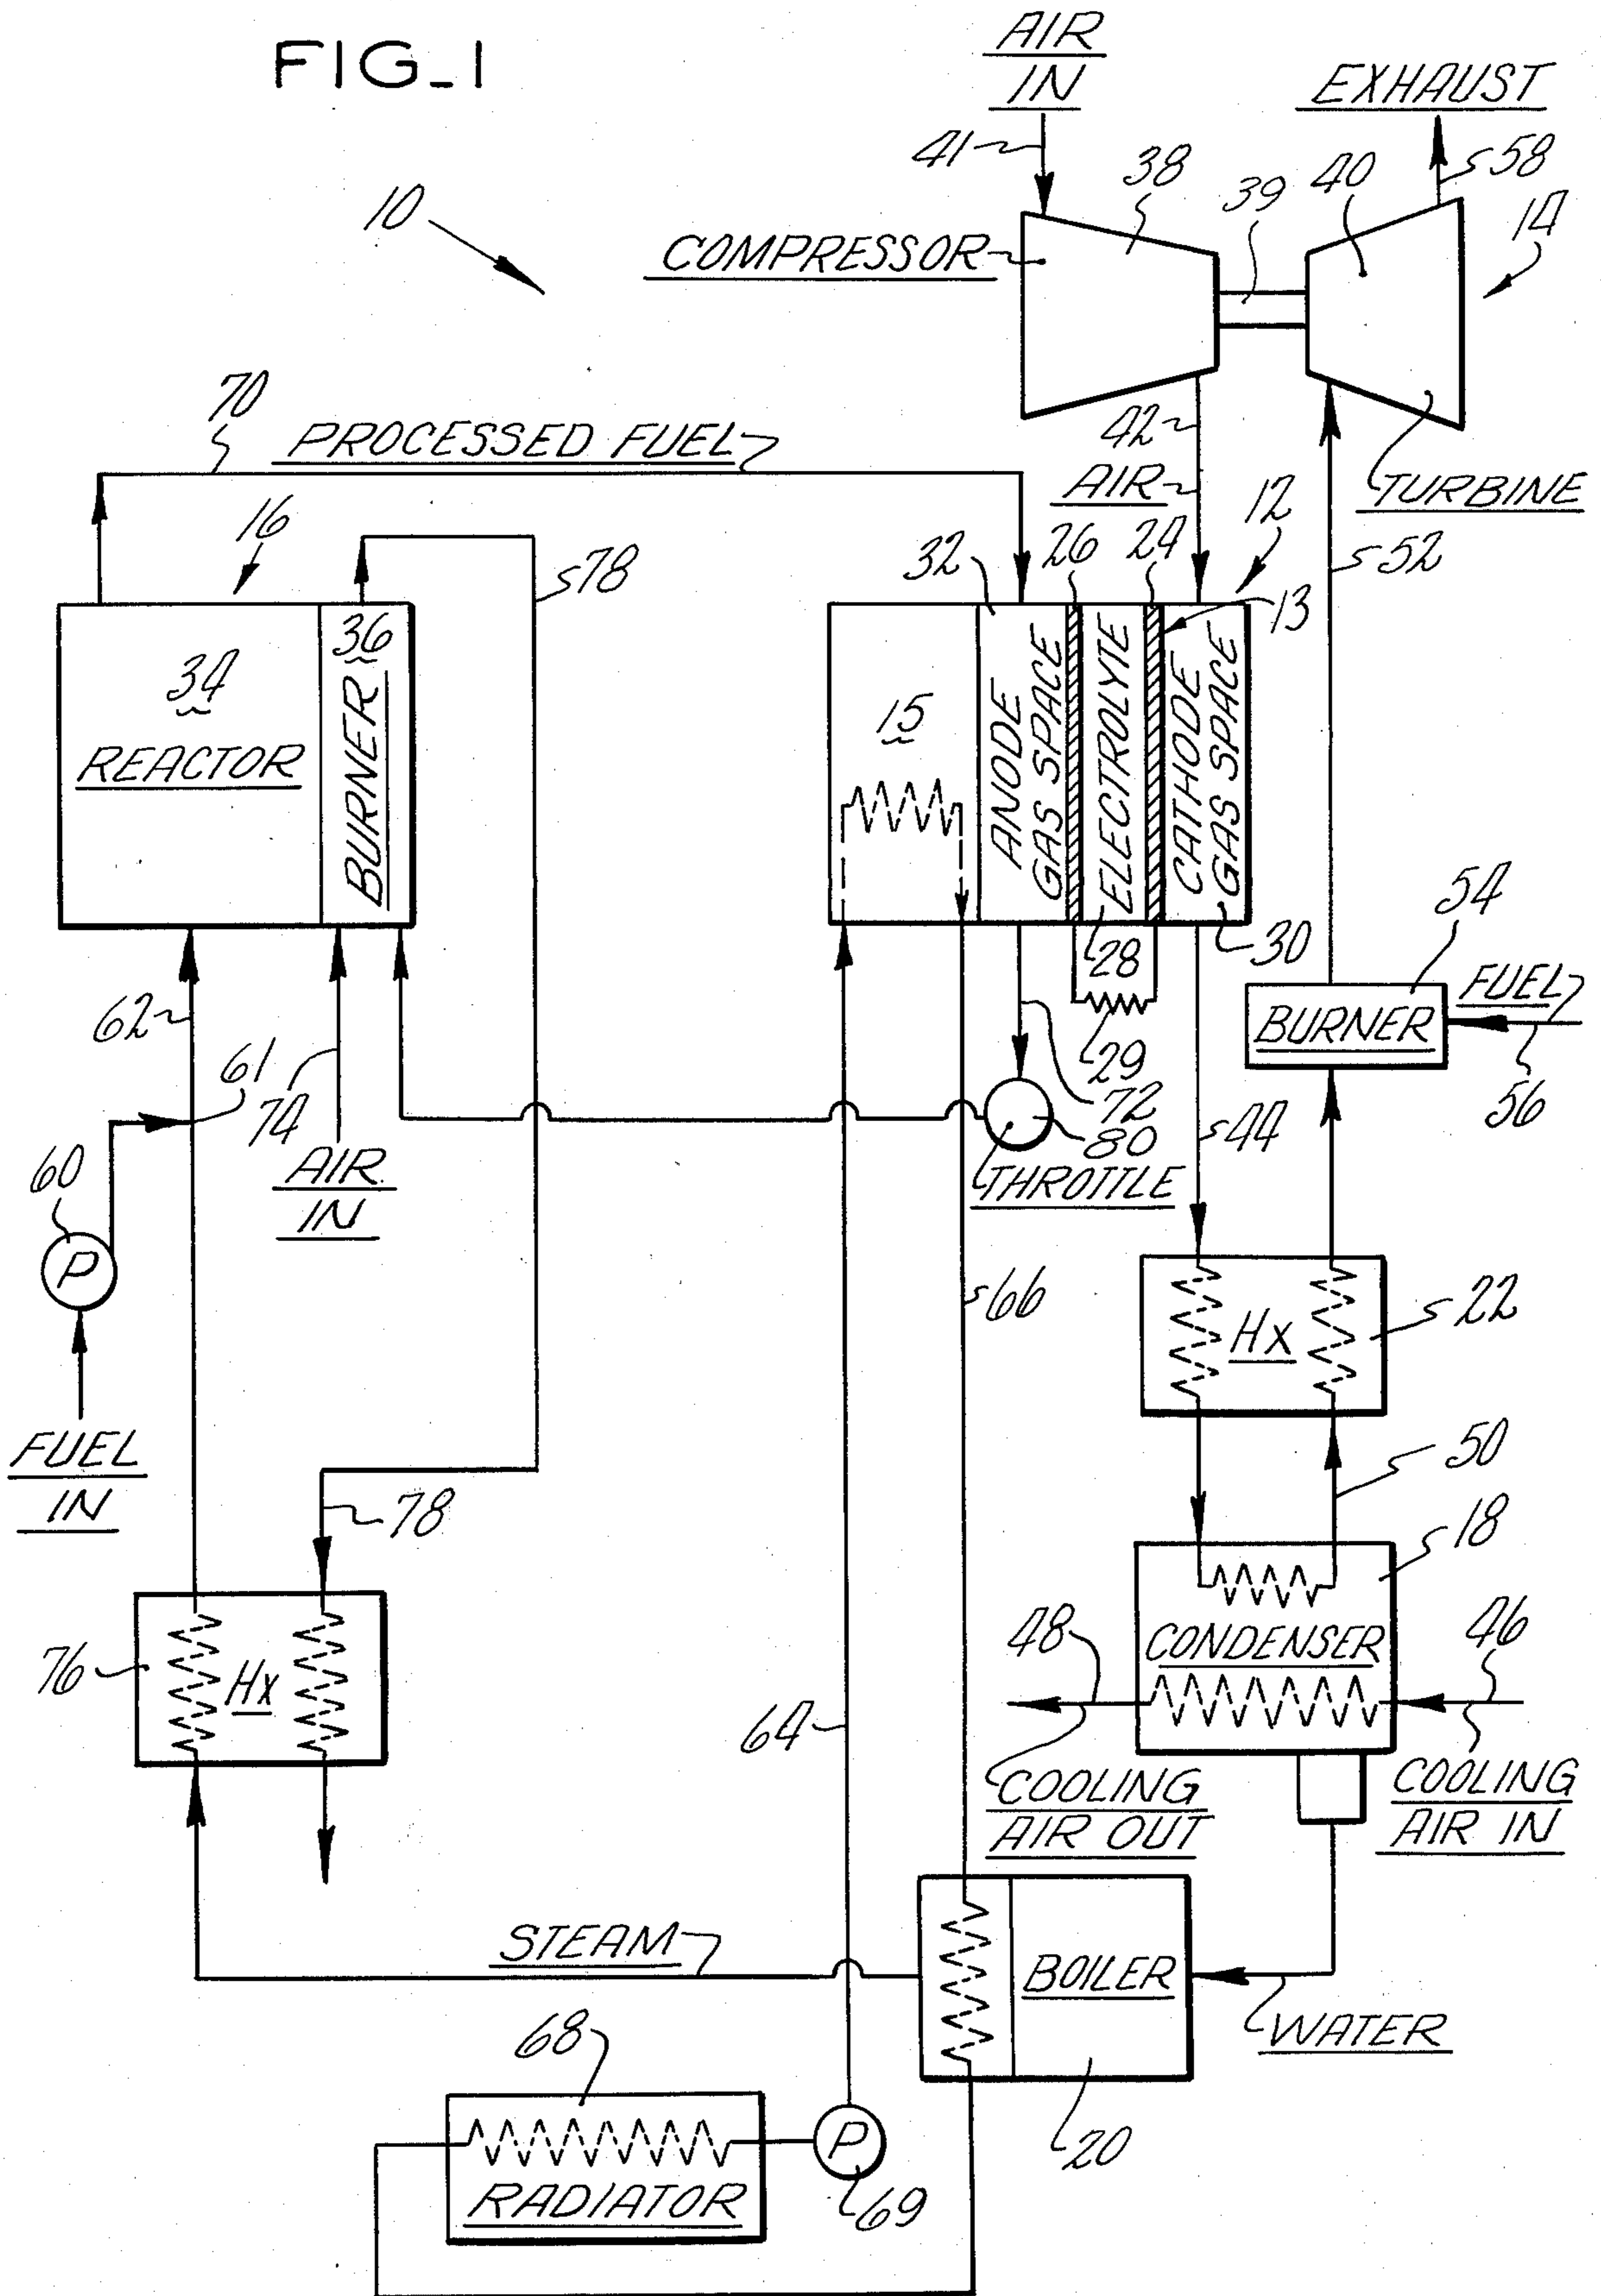 FIG_1
AIR
IN
EXHAUST
41
38
39
40
58
14
10
COMPRESSOR
70
PROCESSED FUEL
42
AIR
TURBINE
16
78
32
26
24
12
13
52
34
REACTOR
36
BURNER
15
ANODE
GAS SPACE
ELECTROLYTE
CATHODE
GAS SPACE
28
30
54
62
61
74
29
72
80
44
BURNER
FUEL
56
60
P
AIR
IN
THROTTLE
66
Hx
22
FUEL
IN
78
50
18
76
Hx
64
48
CONDENSER
46
COOLING
AIR OUT
COOLING
AIR IN
STEAM
BOILER
WATER
68
20
P
RADIATOR
69